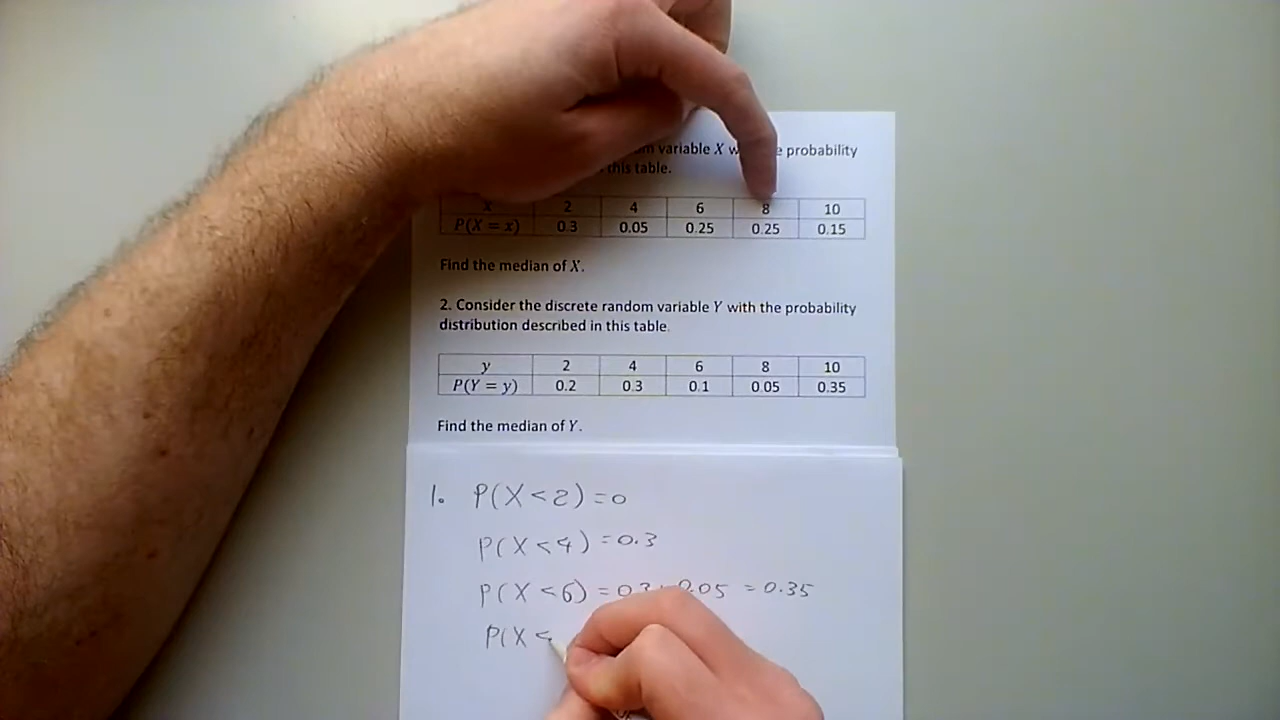 variable X w probability
this table.
x 2 4 6 8 10
P(X = x) 0.3 0.05 0.25 0.25 0.15
Find the median of X.
2. Consider the discrete random variable Y with the probability
distribution described in this table.
y 2 4 6 8 10
P(Y = y) 0.2 0.3 0.1 0.05 0.35
Find the median of Y.
1. P(X<2)=0
P(X<4)=0.3
P(X<6)=0.3+0.05=0.35
P(X<